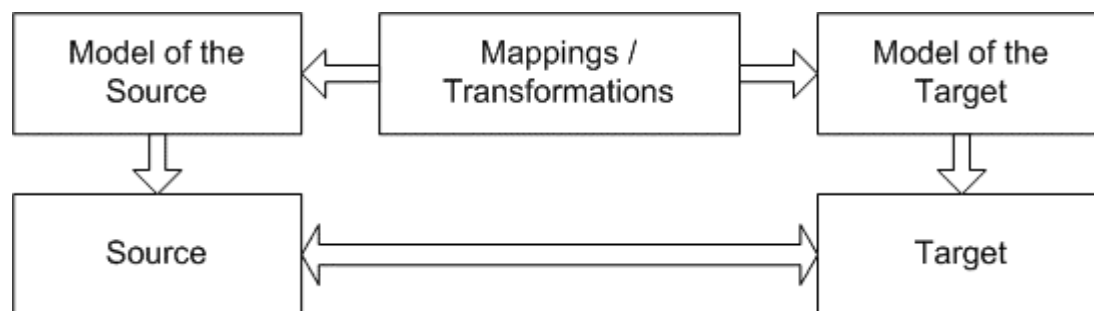 Model of the
Source
Mappings /
Transformations
Model of the
Target
Source
Target